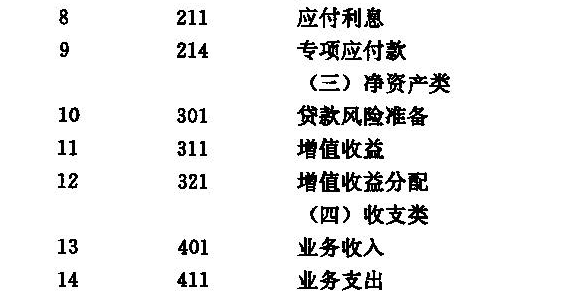 8 211 应付利息
9 214 专项应付款
（三）净资产类
10 301 贷款风险准备
11 311 增值收益
12 321 增值收益分配
（四）收支类
13 401 业务收入
14 411 业务支出